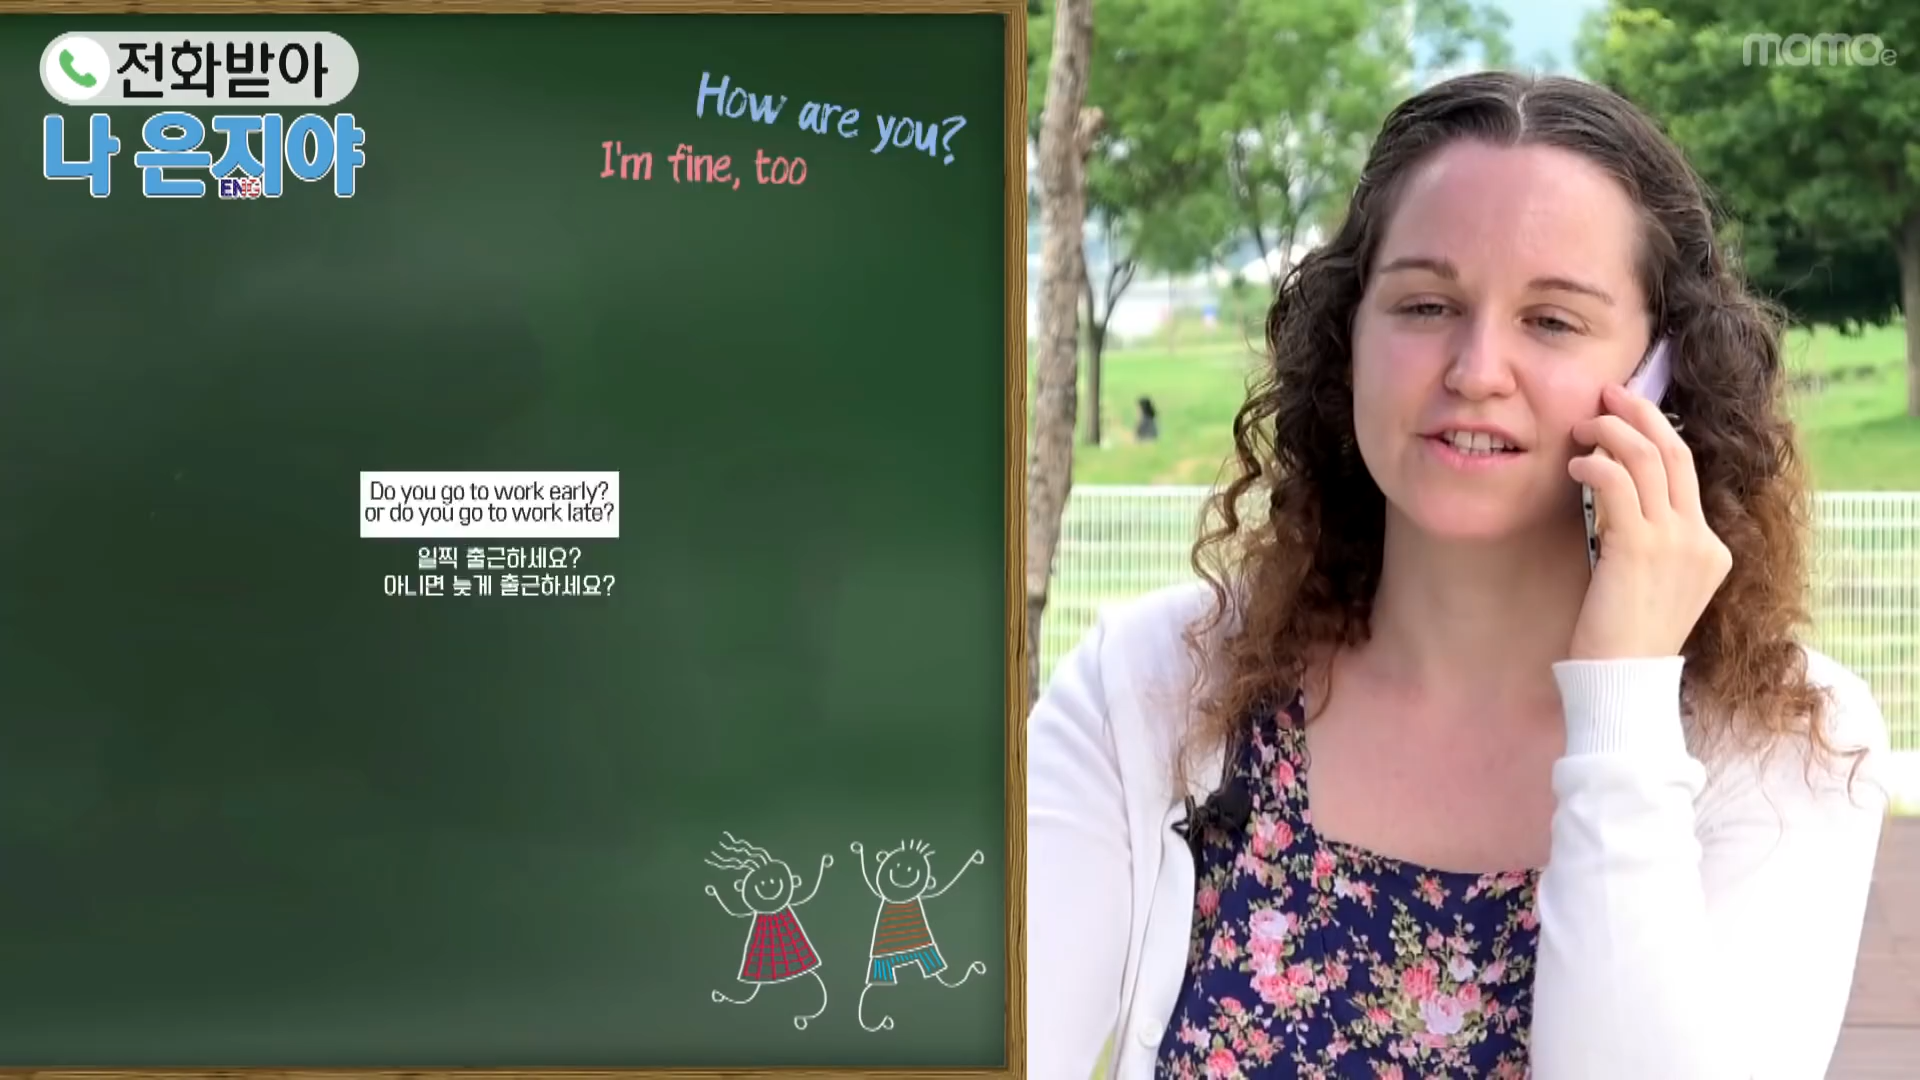 전화받아
나 은지야
ENG
How are you?
I'm fine, too
Do you go to work early?
or do you go to work late?
일찍 출근하세요?
아니면 늦게 출근하세요?
momoe